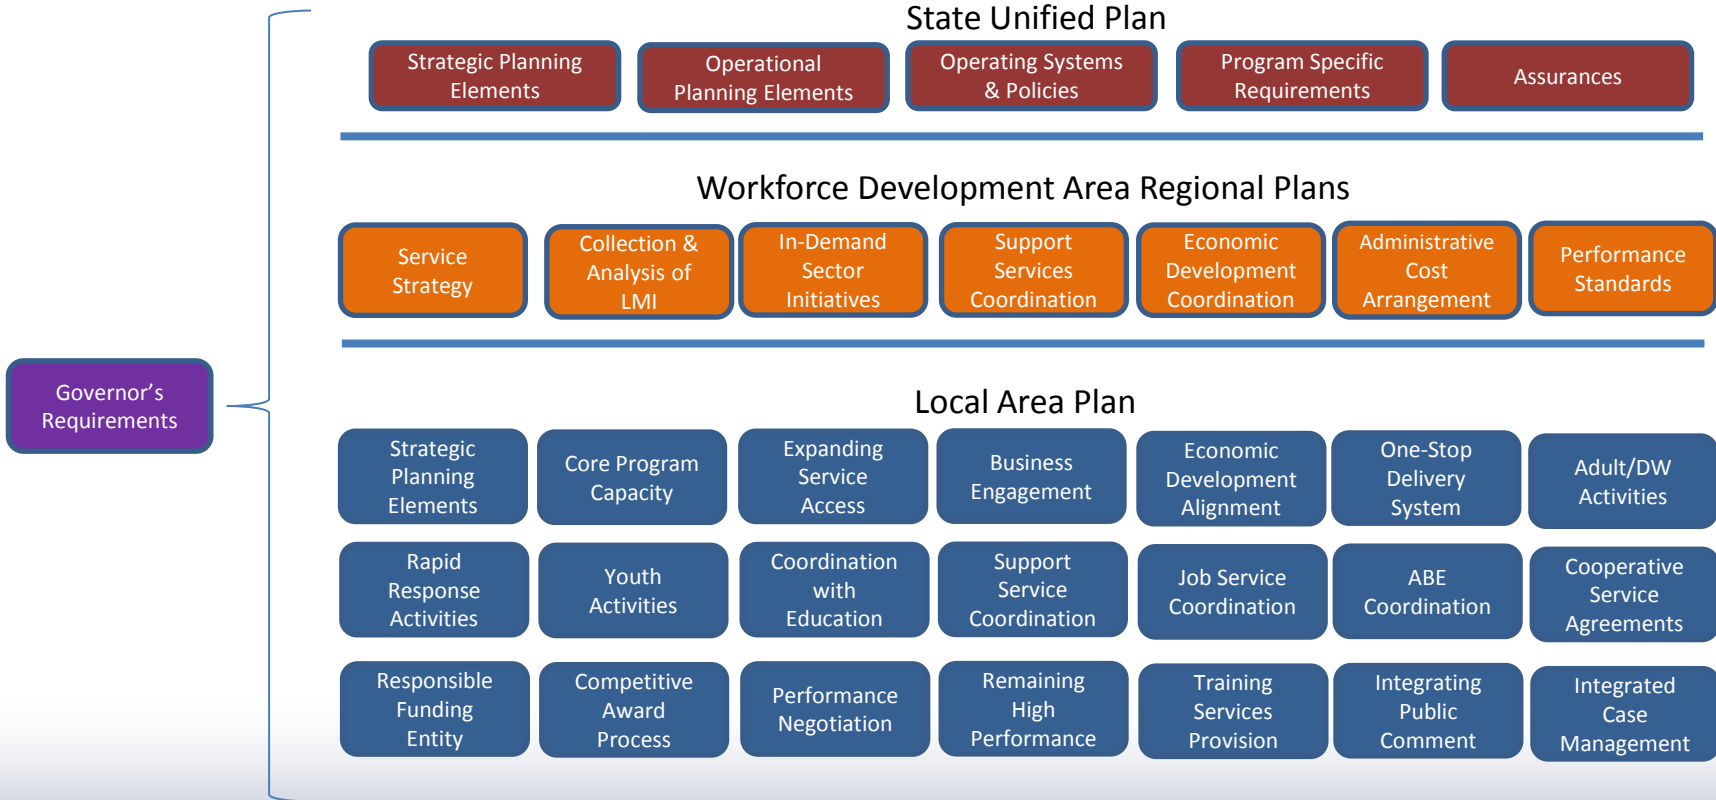 State Unified Plan
Strategic Planning
Elements
Operational
Planning Elements
Operating Systems
& Policies
Program Specific
Requirements
Assurances
Workforce Development Area Regional Plans
Service
Strategy
Collection &
Analysis of
LMI
In-Demand
Sector
Initiatives
Support
Services
Coordination
Economic
Development
Coordination
Administrative
Cost
Arrangement
Performance
Standards
Governor’s
Requirements
Local Area Plan
Strategic
Planning
Elements
Core Program
Capacity
Expanding
Service
Access
Business
Engagement
Economic
Development
Alignment
One-Stop
Delivery
System
Adult/DW
Activities
Rapid
Response
Activities
Youth
Activities
Coordination
with
Education
Support
Service
Coordination
Job Service
Coordination
ABE
Coordination
Cooperative
Service
Agreements
Responsible
Funding
Entity
Competitive
Award
Process
Performance
Negotiation
Remaining
High
Performance
Training
Services
Provision
Integrating
Public
Comment
Integrated
Case
Management